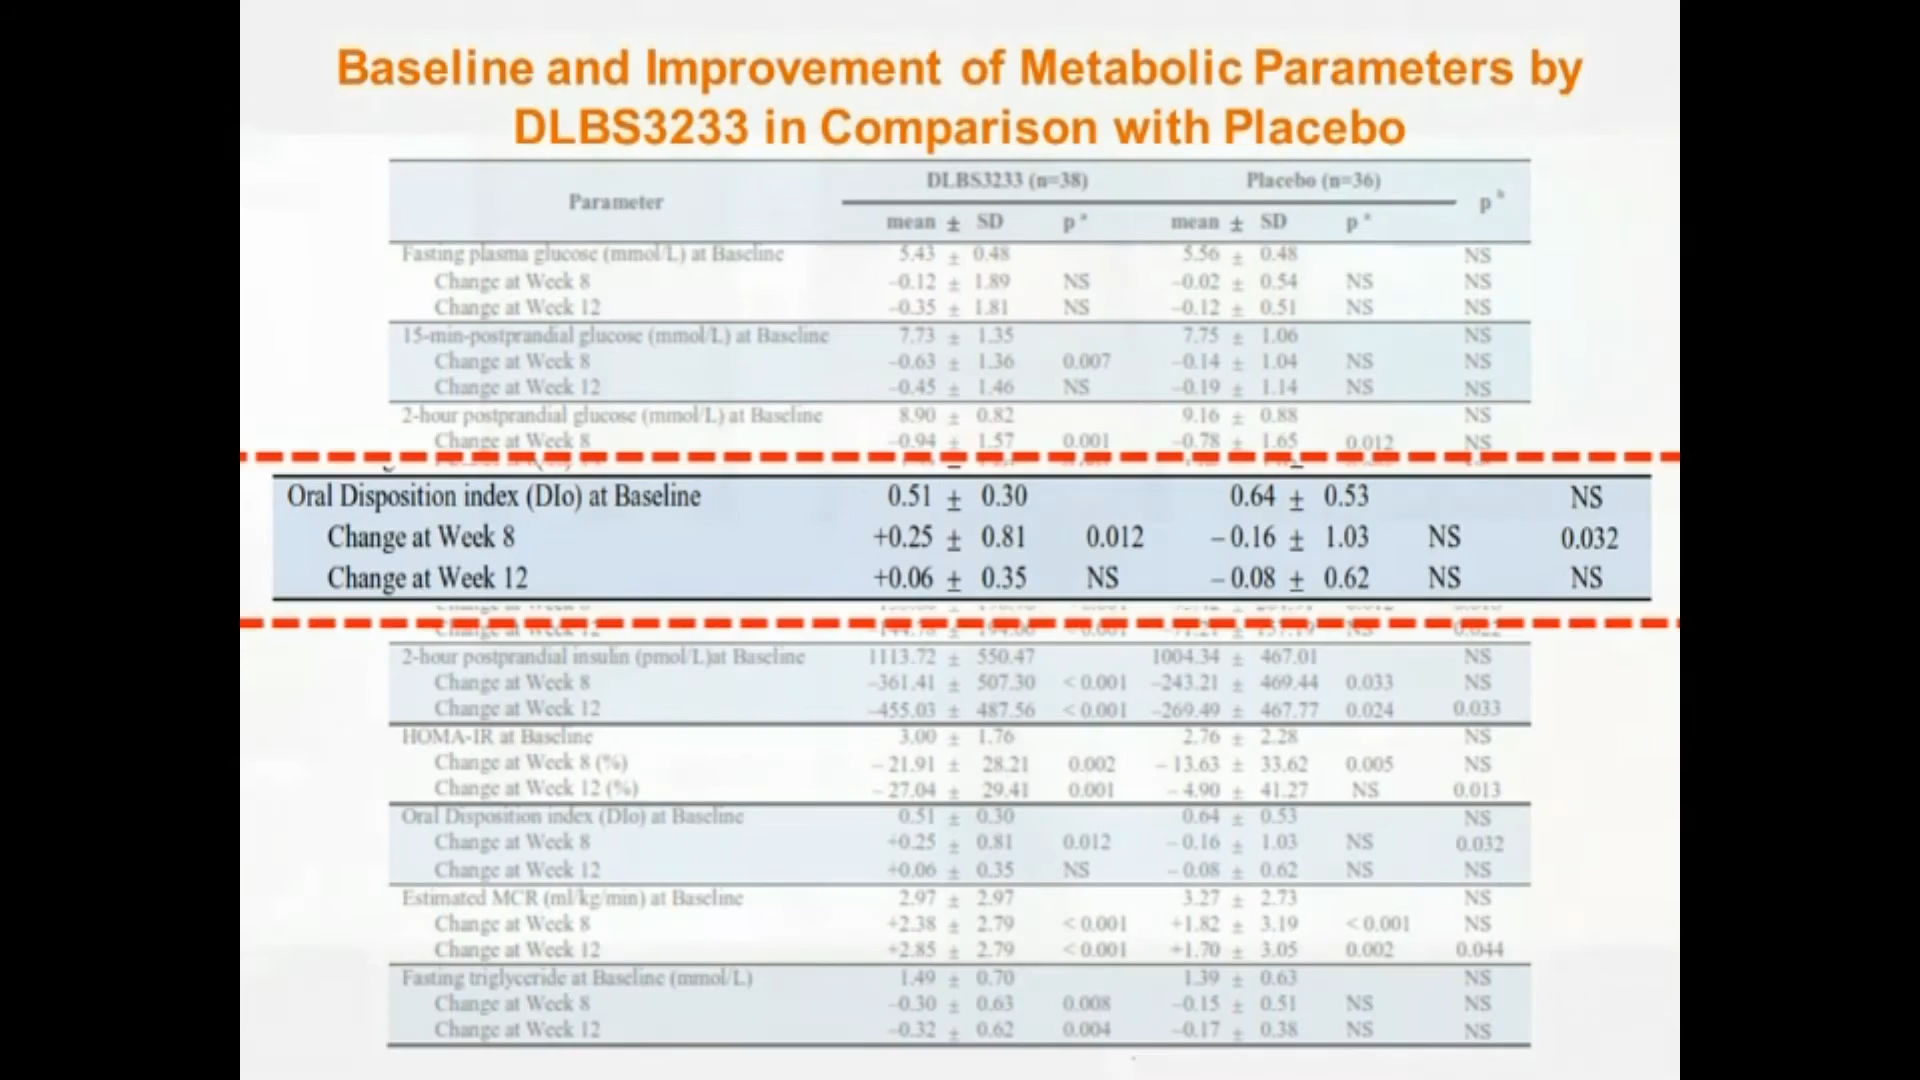 Baseline and Improvement of Metabolic Parameters by
DLBS3233 in Comparison with Placebo
Parameter DLBS3233 (n=38) Placebo (n=36) p b
mean ± SD p a mean ± SD p a
Fasting plasma glucose (mmol/L) at Baseline 5.43 ± 0.48 5.56 ± 0.48 NS
Change at Week 8 –0.12 ± 1.89 NS –0.02 ± 0.54 NS NS
Change at Week 12 –0.35 ± 1.81 NS –0.12 ± 0.51 NS NS
15-min-postprandial glucose (mmol/L) at Baseline 7.73 ± 1.35 7.75 ± 1.06 NS
Change at Week 8 –0.63 ± 1.36 0.007 –0.14 ± 1.04 NS NS
Change at Week 12 –0.45 ± 1.46 NS –0.19 ± 1.14 NS NS
2-hour postprandial glucose (mmol/L) at Baseline 8.90 ± 0.82 9.16 ± 0.88 NS
Change at Week 8 –0.94 ± 1.57 0.001 –0.78 ± 1.65 0.012 NS
Oral Disposition index (DIo) at Baseline 0.51 ± 0.30 0.64 ± 0.53 NS
Change at Week 8 +0.25 ± 0.81 0.012 – 0.16 ± 1.03 NS 0.032
Change at Week 12 +0.06 ± 0.35 NS – 0.08 ± 0.62 NS NS
2-hour postprandial insulin (pmol/L)at Baseline 1113.72 ± 550.47 1004.34 ± 467.01 NS
Change at Week 8 –361.41 ± 507.30 < 0.001 –243.21 ± 469.44 0.033 NS
Change at Week 12 –455.03 ± 487.56 < 0.001 –269.49 ± 467.77 0.024 0.033
HOMA-IR at Baseline 3.00 ± 1.76 2.76 ± 2.28 NS
Change at Week 8 (%) – 21.91 ± 28.21 0.002 – 13.63 ± 33.62 0.005 NS
Change at Week 12 (%) – 27.04 ± 29.41 0.001 – 4.90 ± 41.27 NS 0.013
Oral Disposition index (DIo) at Baseline 0.51 ± 0.30 0.64 ± 0.53 NS
Change at Week 8 +0.25 ± 0.81 0.012 – 0.16 ± 1.03 NS 0.032
Change at Week 12 +0.06 ± 0.35 NS – 0.08 ± 0.62 NS NS
Estimated MCR (ml/kg/min) at Baseline 2.97 ± 2.97 3.27 ± 2.73 NS
Change at Week 8 +2.38 ± 2.79 < 0.001 +1.82 ± 3.19 < 0.001 NS
Change at Week 12 +2.85 ± 2.79 < 0.001 +1.70 ± 3.05 0.002 0.044
Fasting triglyceride at Baseline (mmol/L) 1.49 ± 0.70 1.39 ± 0.63 NS
Change at Week 8 –0.30 ± 0.63 0.008 –0.15 ± 0.51 NS NS
Change at Week 12 –0.32 ± 0.62 0.004 –0.17 ± 0.38 NS NS